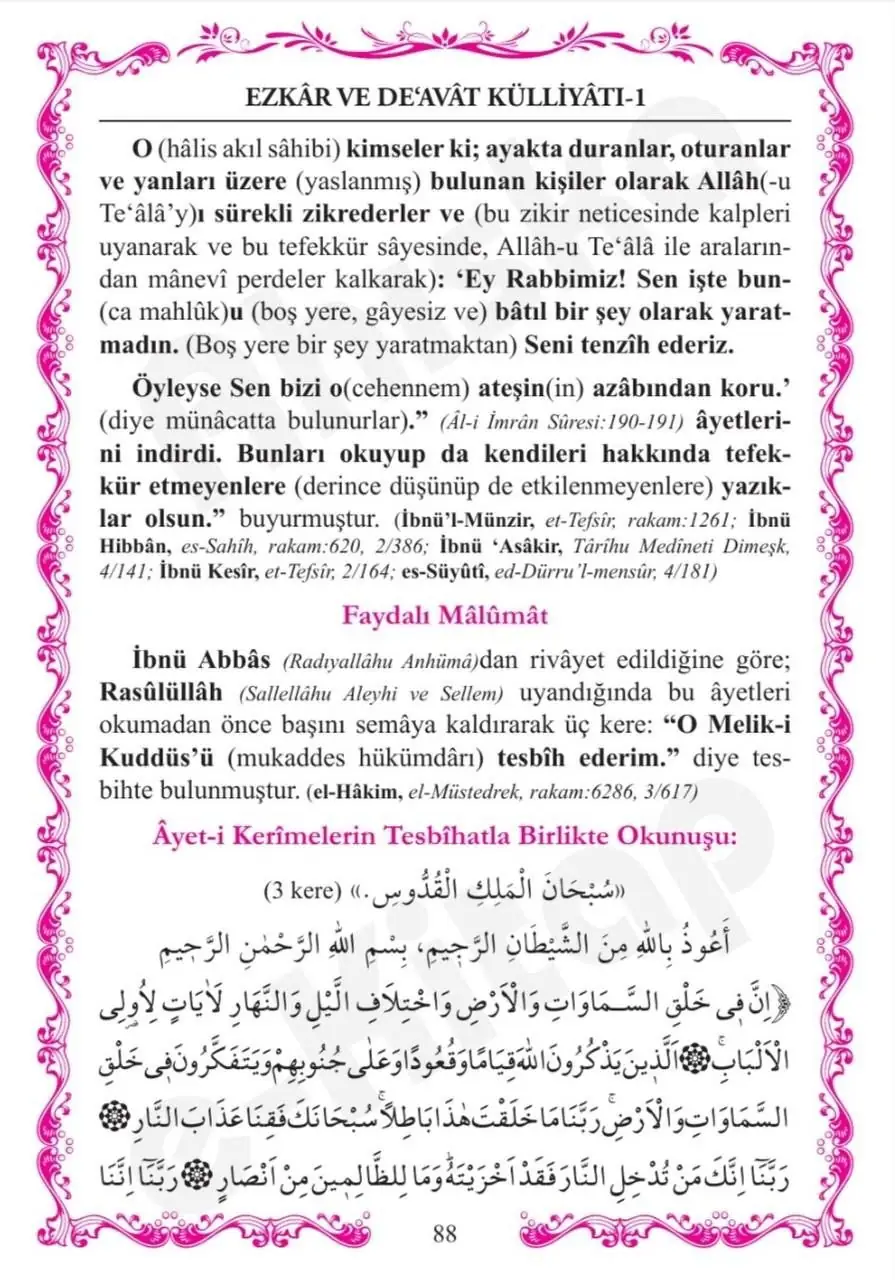 EZKÂR VE DE‘AVÂT KÜLLİYÂTI-1
O (hâlis akıl sâhibi) kimseler ki; ayakta duranlar, oturanlar
ve yanları üzere (yaslanmış) bulunan kişiler olarak Allâh(-u
Te‘âlâ’y)ı sürekli zikrederler ve (bu zikir neticesinde kalpleri
uyanarak ve bu tefekkür sâyesinde, Allâh-u Te‘âlâ ile araların-
dan mânevî perdeler kalkarak): ‘Ey Rabbimiz! Sen işte bun-
(ca mahlûk)u (boş yere, gâyesiz ve) bâtıl bir şey olarak yarat-
madın. (Boş yere bir şey yaratmaktan) Seni tenzîh ederiz.
Öyleyse Sen bizi o(cehennem) ateşin(in) azâbından koru.’
(diye münâcatta bulunurlar).” (Âl-i İmrân Sûresi:190-191) âyetleri-
ni indirdi. Bunları okuyup da kendileri hakkında tefek-
kür etmeyenlere (derince düşünüp de etkilenmeyenlere) yazık-
lar olsun.” buyurmuştur. (İbnü’l-Münzir, et-Tefsîr, rakam:1261; İbnü
Hibbân, es-Sahîh, rakam:620, 2/386; İbnü ‘Asâkir, Târîhu Medîneti Dimeşk,
4/141; İbnü Kesîr, et-Tefsîr, 2/164; es-Süyûtî, ed-Dürru’l-mensûr, 4/181)
Faydalı Mâlûmât
İbnü Abbâs (Radıyallâhu Anhümâ)dan rivâyet edildiğine göre;
Rasûlüllâh (Sallellâhu Aleyhi ve Sellem) uyandığında bu âyetleri
okumadan önce başını semâya kaldırarak üç kere: “O Melik-i
Kuddüs’ü (mukaddes hükümdârı) tesbîh ederim.” diye tes-
bihte bulunmuştur. (el-Hâkim, el-Müstedrek, rakam:6286, 3/617)
Âyet-i Kerîmelerin Tesbîhatla Birlikte Okunuşu:
«سُبْحَانَ الْمَلِكِ الْقُدُّوسِ.» (3 kere)
أَعُوذُ بِاللهِ مِنَ الشَّيْطَانِ الرَّجِيمِ، بِسْمِ اللهِ الرَّحْمٰنِ الرَّحِيمِ
﴿اِنَّ فِي خَلْقِ السَّمَاوَاتِ وَالْاَرْضِ وَاخْتِلَافِ الَّيْلِ وَالنَّهَارِ لَاٰيَاتٍ لِاُولِى
الْاَلْبَابِۚ ۞ اَلَّذِينَ يَذْكُرُونَ اللهَ قِيَامًا وَقُعُودًا وَعَلٰى جُنُوبِهِمْ وَيَتَفَكَّرُونَ فِي خَلْقِ
السَّمَاوَاتِ وَالْاَرْضِۚ رَبَّنَا مَا خَلَقْتَ هٰذَا بَاطِلًاۚ سُبْحَانَكَ فَقِنَا عَذَابَ النَّارِ ۞
رَبَّنَٓا اِنَّكَ مَنْ تُدْخِلِ النَّارَ فَقَدْ اَخْزَيْتَهُۜ وَمَا لِلظَّالِمِينَ مِنْ اَنْصَارٍ ۞ رَبَّنَٓا اِنَّنَا
88
e-Kitap